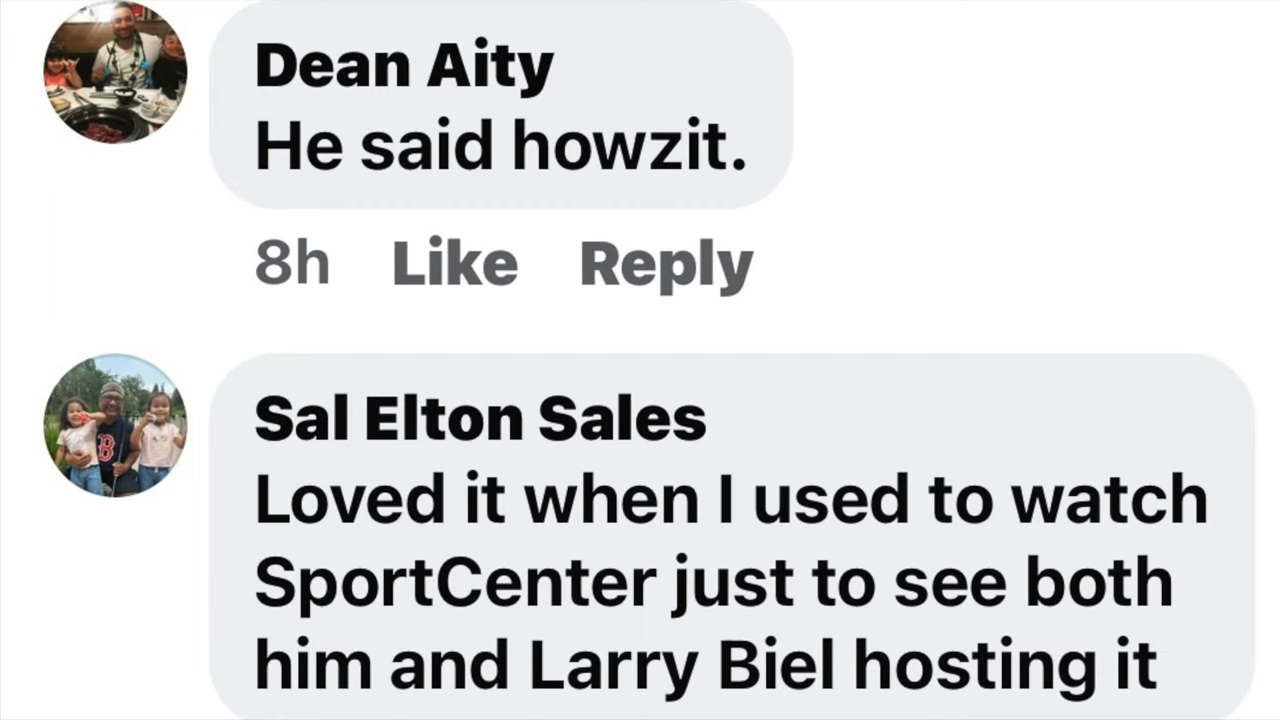 Dean Aity
He said howzit.
8h Like Reply
Sal Elton Sales
Loved it when I used to watch
SportCenter just to see both
him and Larry Biel hosting it